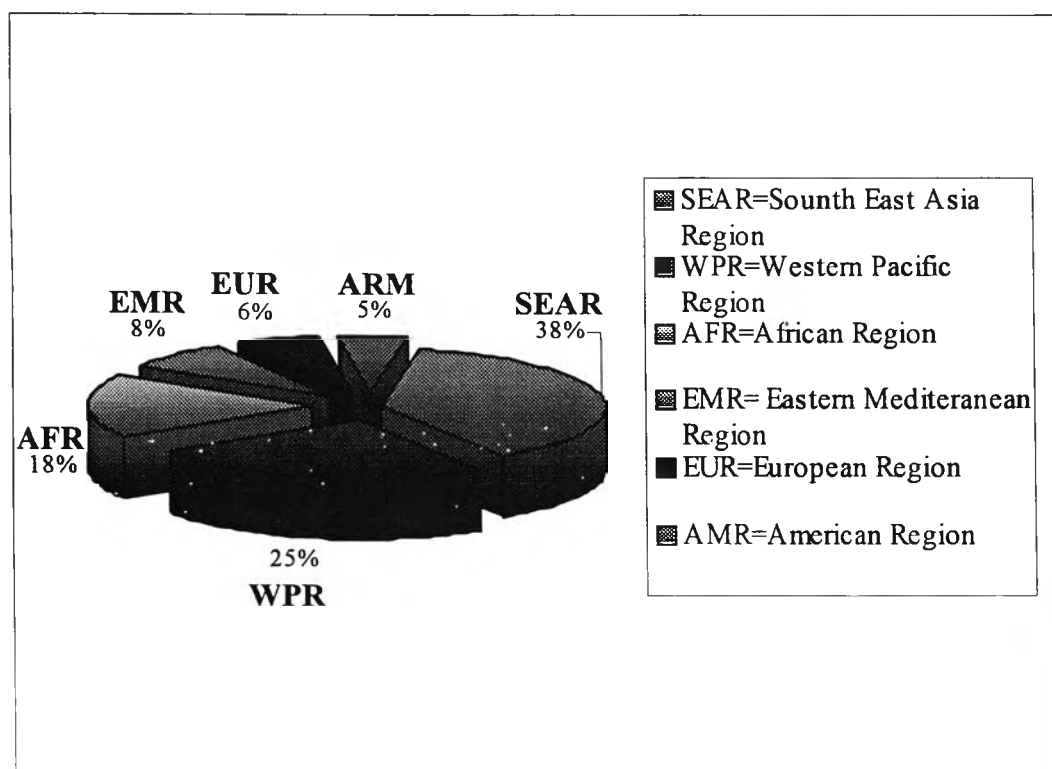 EUR
6%
ARM
5%
EMR
8%
SEAR
38%
AFR
18%
25%
WPR
SEAR=Sounth East Asia
Region
WPR=Western Pacific
Region
AFR=African Region
EMR= Eastern Mediteranean
Region
EUR=European Region
AMR=American Region